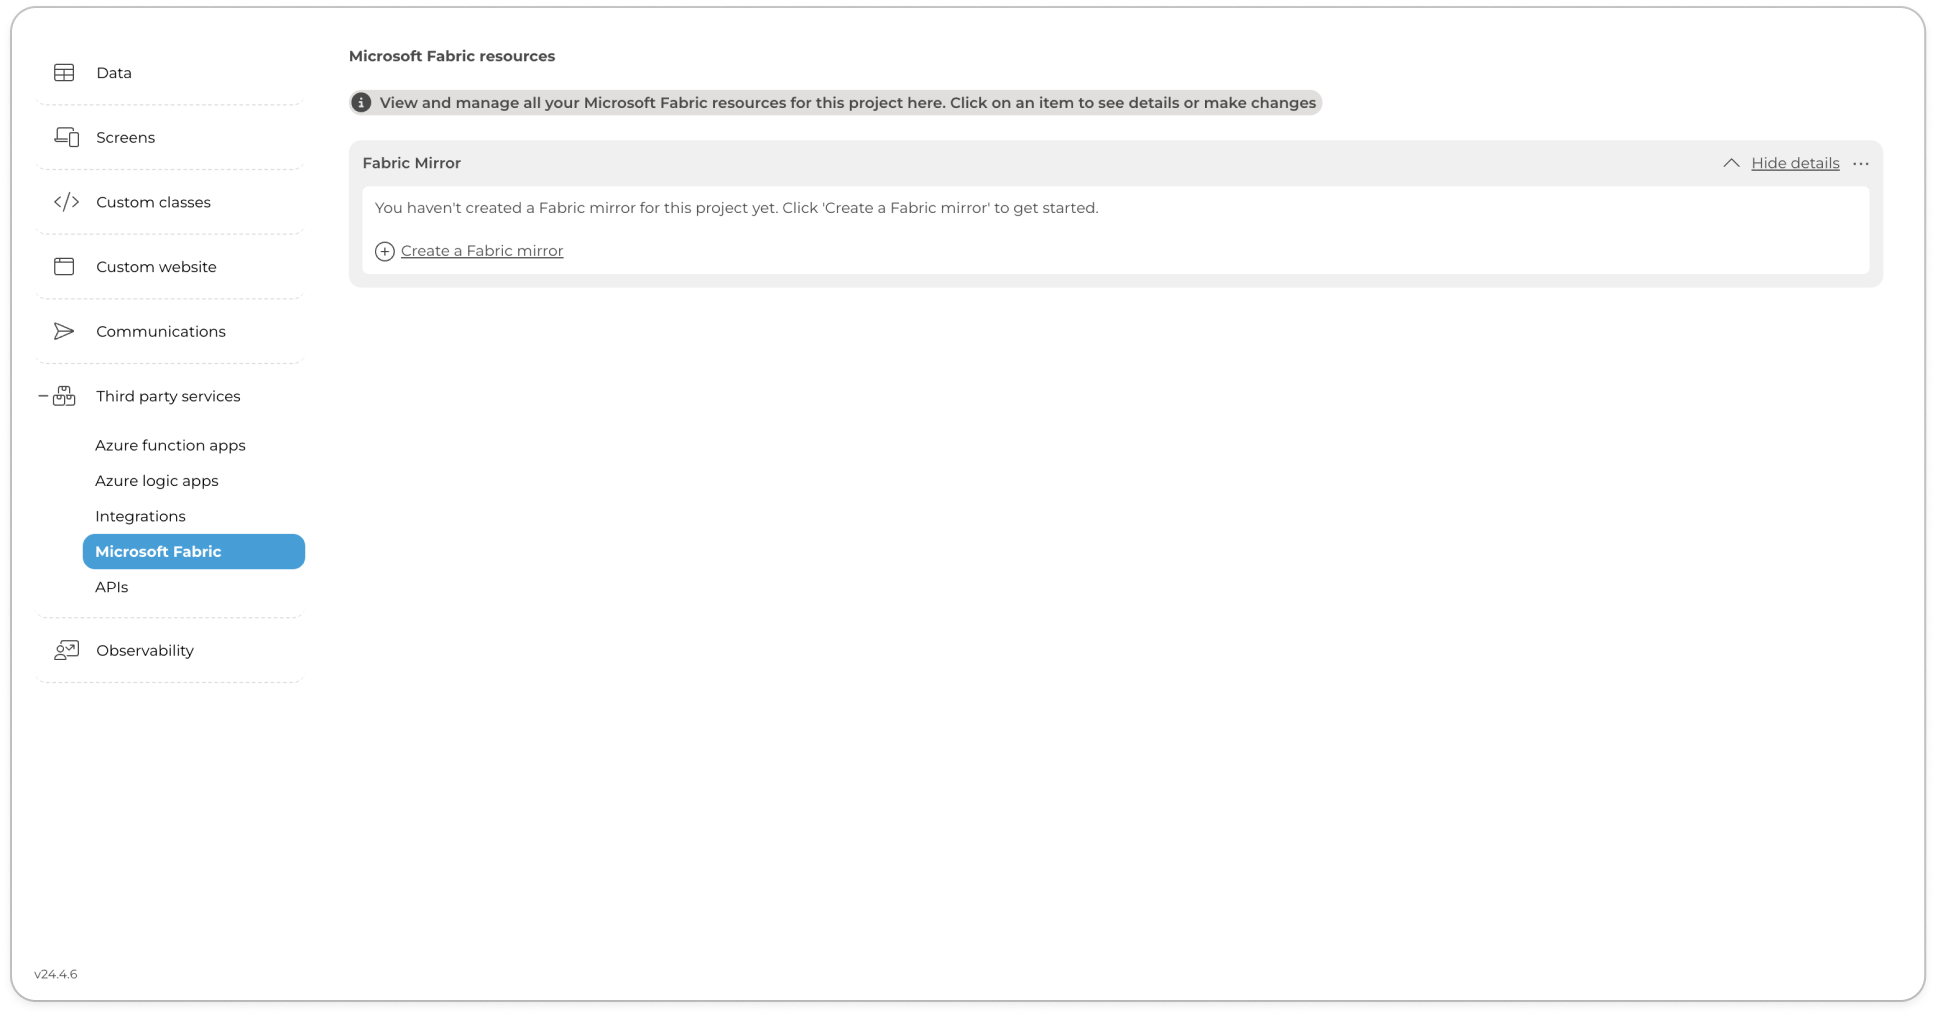 Data
Screens
Custom classes
Custom website
Communications
Third party services
Azure function apps
Azure logic apps
Integrations
Microsoft Fabric
APIs
Observability
v24.4.6
Microsoft Fabric resources
View and manage all your Microsoft Fabric resources for this project here. Click on an item to see details or make changes
Fabric Mirror
Hide details
You haven't created a Fabric mirror for this project yet. Click 'Create a Fabric mirror' to get started.
Create a Fabric mirror